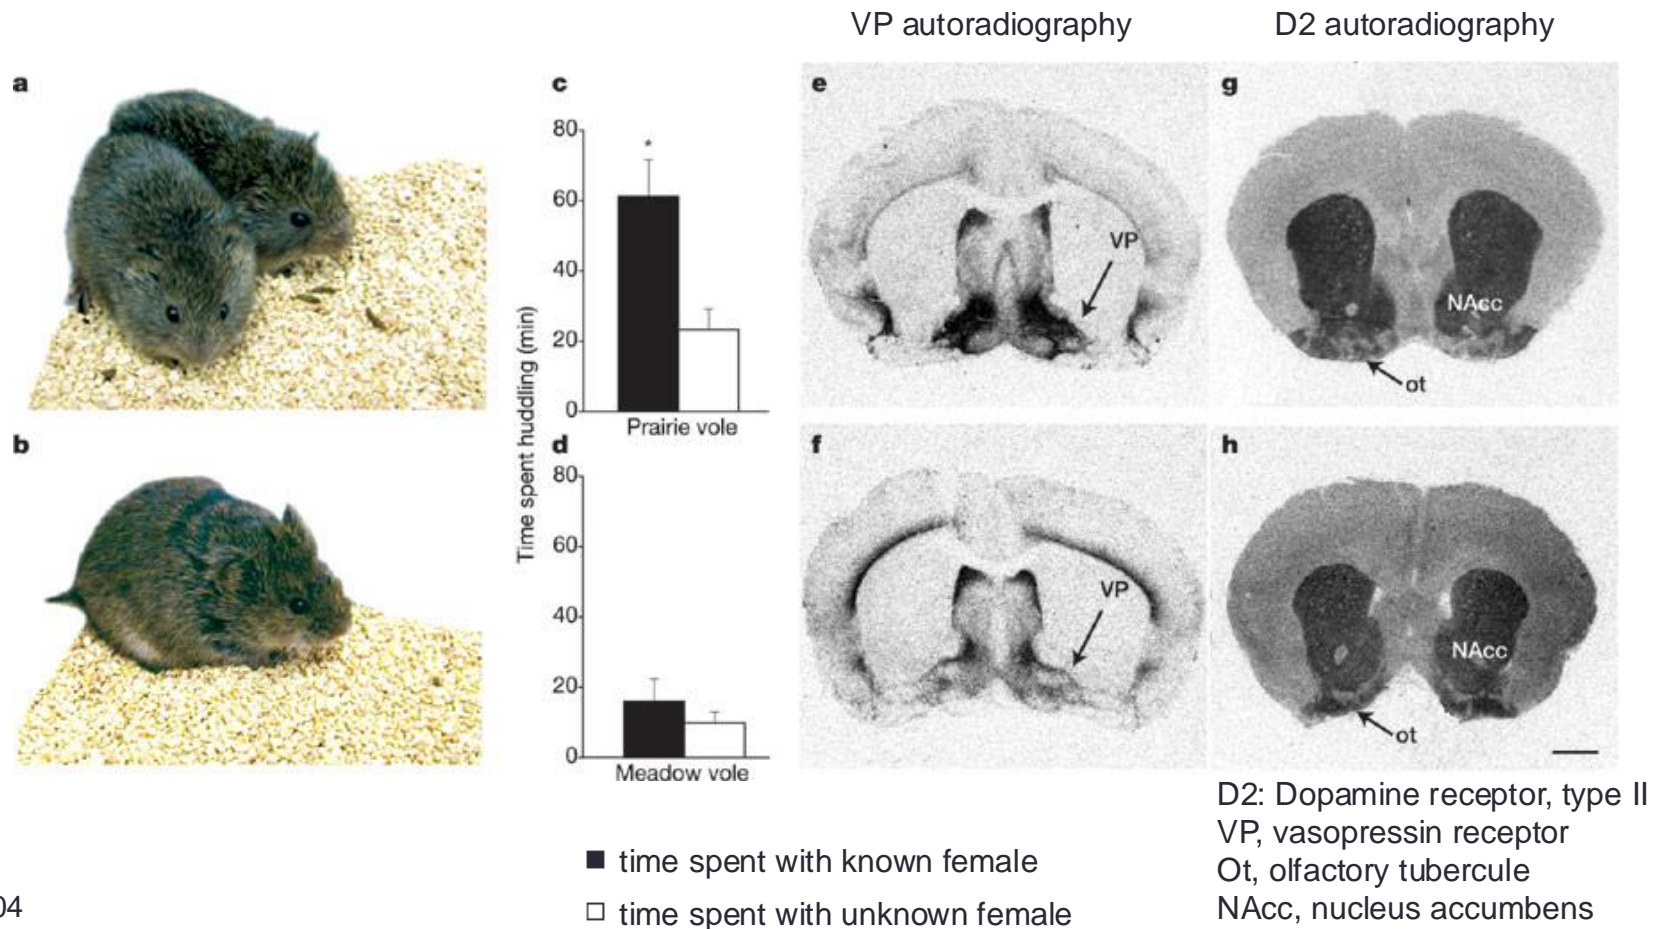 VP autoradiography
D2 autoradiography
a
c
e
g
80
60
40
20
0
*
Prairie vole
VP
NAcc
ot
b
d
f
h
Time spent huddling (min)
80
60
40
20
0
Meadow vole
VP
NAcc
ot
D2: Dopamine receptor, type II
VP, vasopressin receptor
Ot, olfactory tubercule
NAcc, nucleus accumbens
time spent with known female
time spent with unknown female
04